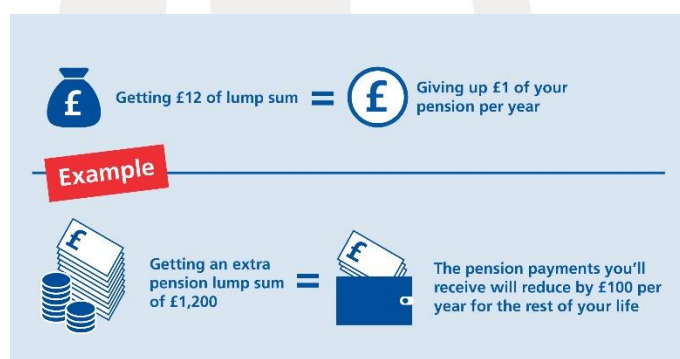 £
Getting £12 of lump sum
=
£
Giving up £1 of your
pension per year
Example
£
Getting an extra
pension lump sum
of £1,200
=
£
The pension payments you'll
receive will reduce by £100 per
year for the rest of your life